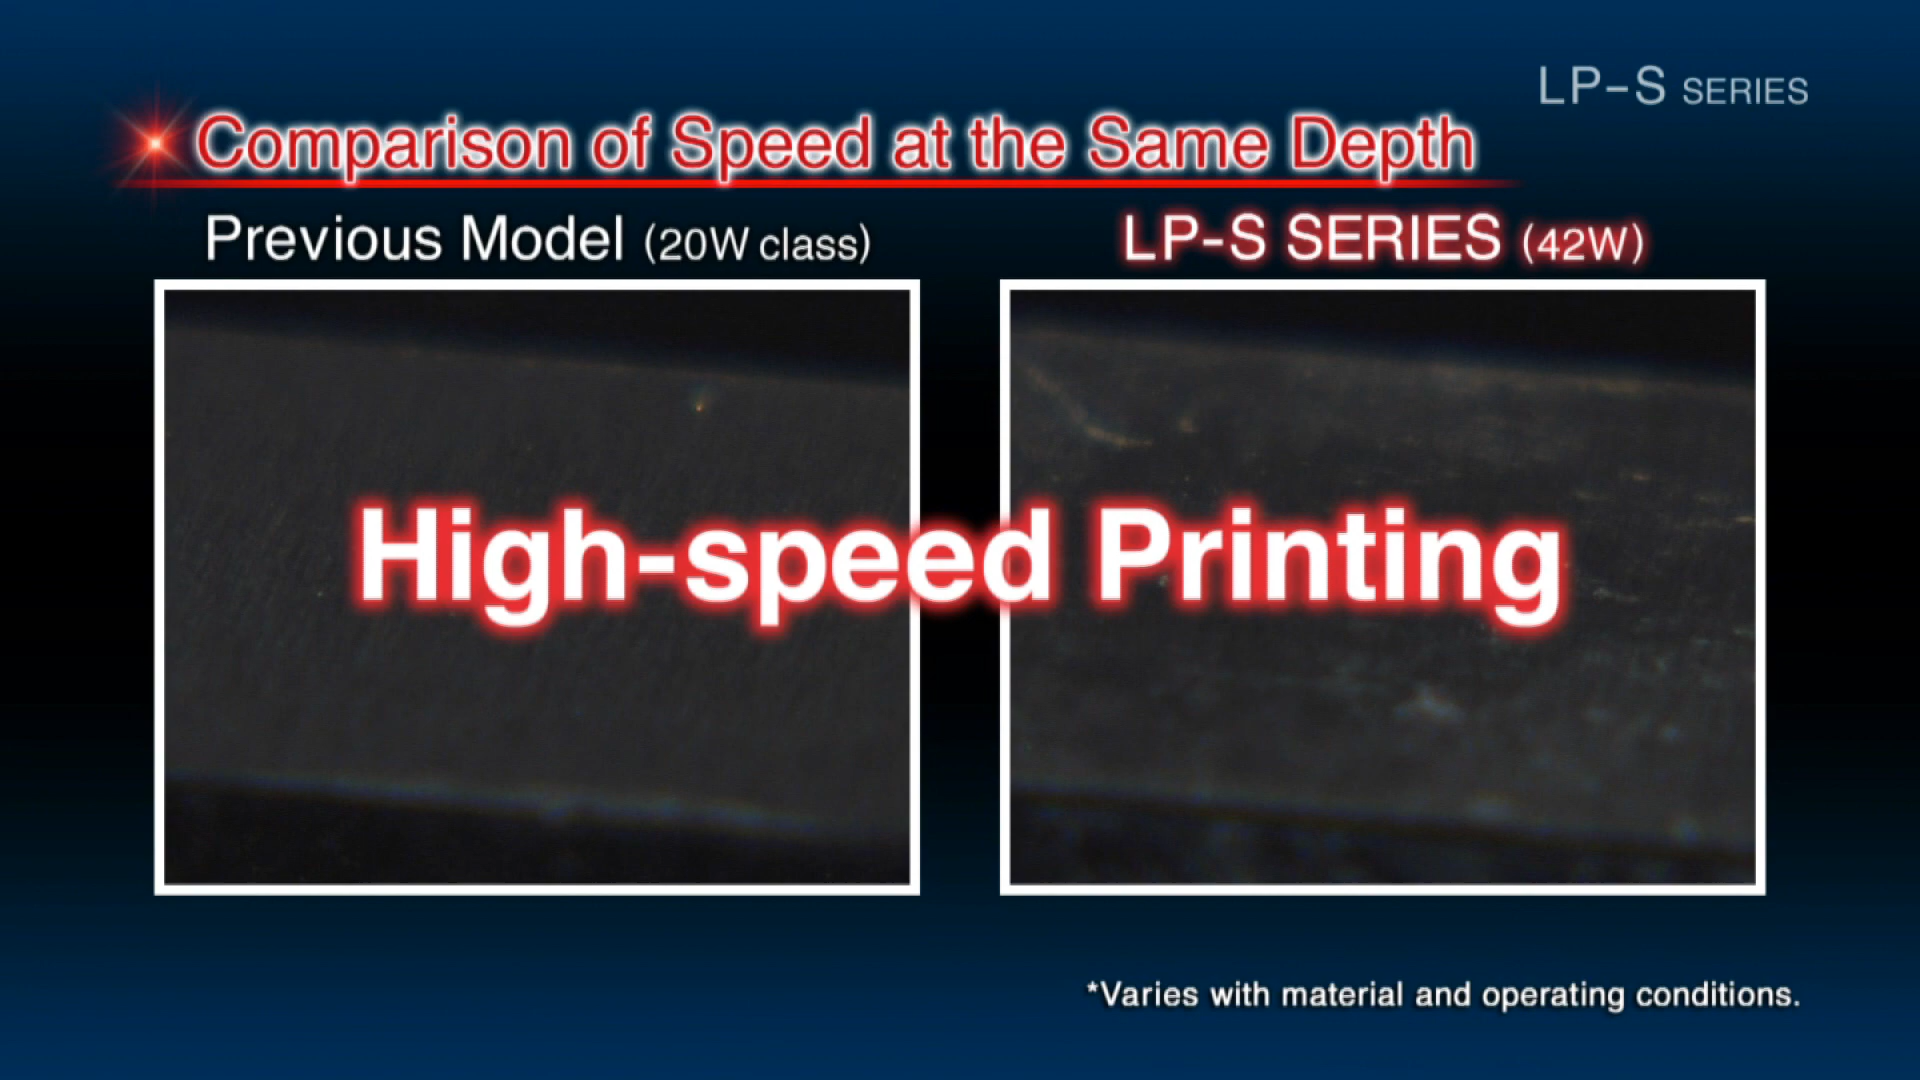 LP-S SERIES
Comparison of Speed at the Same Depth
Previous Model (20W class)
LP-S SERIES (42W)
High-speed Printing
*Varies with material and operating conditions.